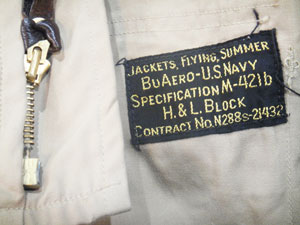 JACKETS, FLYING, SUMMER
BUAERO-U.S.NAVY
SPECIFICATION M-421b
H. & L. BLOCK
CONTRACT NO. N288s-21432